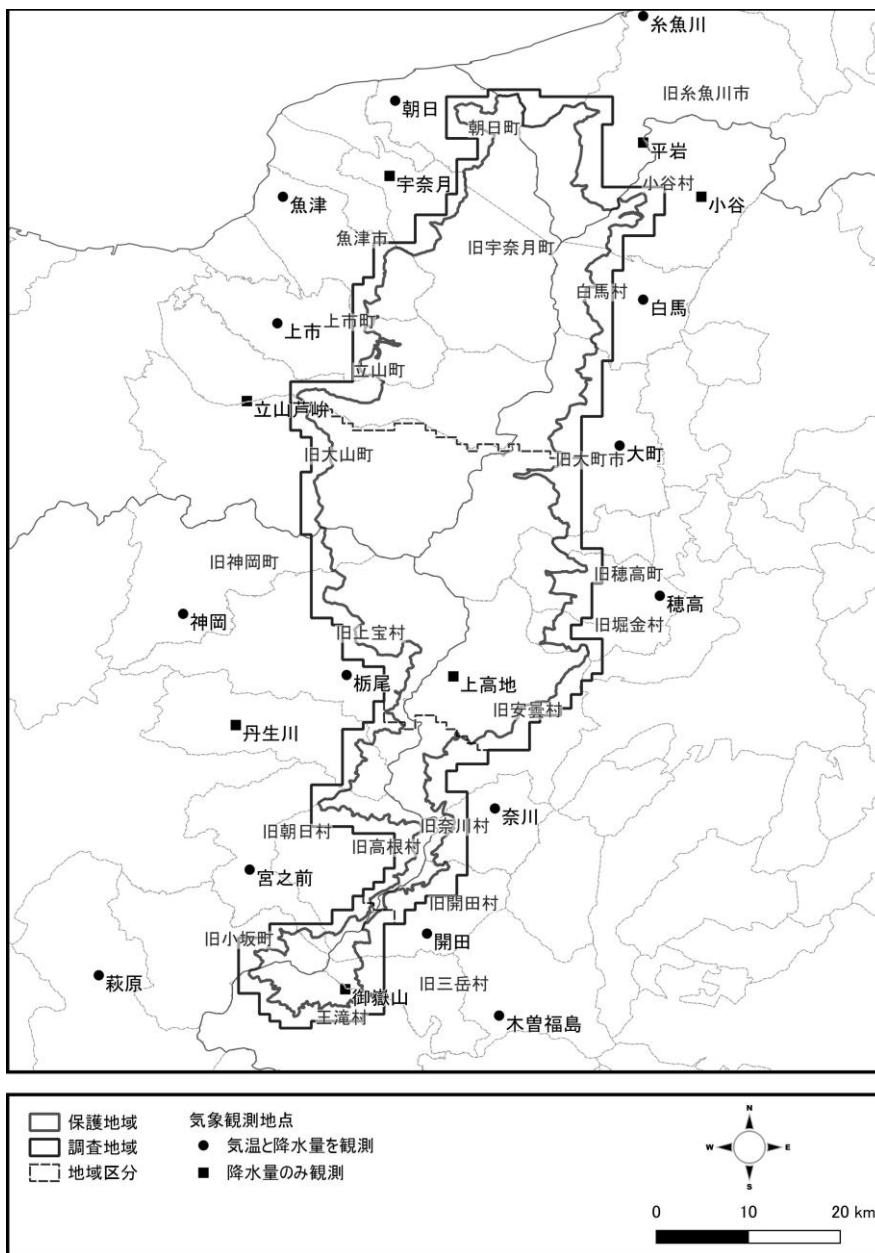 糸魚川
旧糸魚川市
朝日
朝日町
平岩
宇奈月
小谷村
小谷
魚津
魚津市
旧宇奈月町
白馬村
白馬
上市
上市町
立山町
立山芦峅
旧大山町
旧大町市
大町
旧神岡町
旧穂高町
穂高
神岡
旧上宝村
旧堀金村
栃尾
上高地
旧安曇村
丹生川
奈川
旧朝日村
旧奈川村
旧高根村
宮之前
旧開田村
旧小坂町
開田
萩原
御嶽山
旧三岳村
王滝村
木曽福島
保護地域
調査地域
地域区分
気象観測地点
気温と降水量を観測
降水量のみ観測
N
W
E
S
0 10 20 km